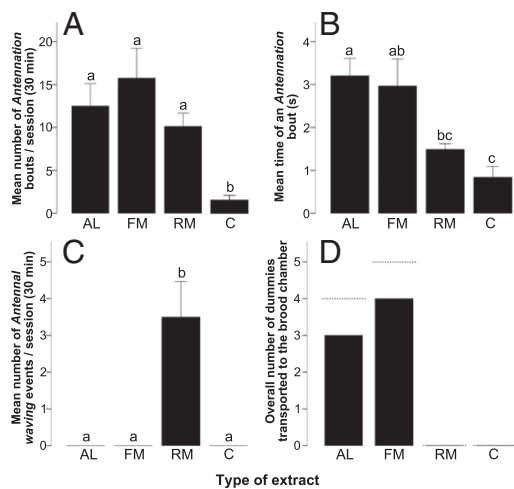 A
Mean number of Antennation
bouts / session (30 min)
20
15
10
5
0
a
a
a
b
AL
FM
RM
C
B
Mean time of an Antennation
bout (s)
4
3
2
1
0
a
ab
bc
c
AL
FM
RM
C
C
Mean number of Antennal
waving events / session (30 min)
5
4
3
2
1
0
a
a
b
a
AL
FM
RM
C
D
Overall number of dummies
transported to the brood chamber
5
4
3
2
1
0
AL
FM
RM
C
Type of extract